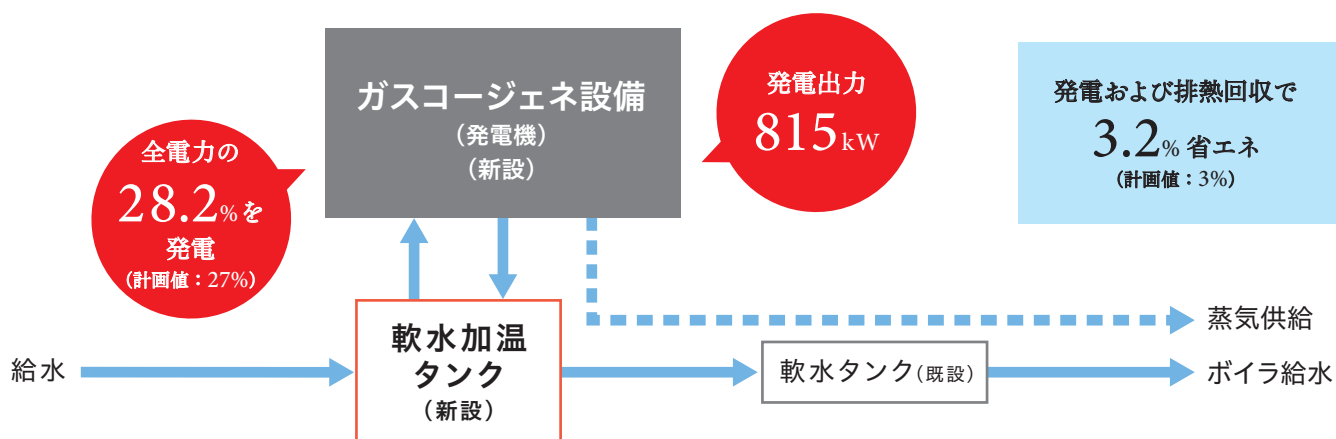 ガスコージェネ設備
(発電機)
(新設)
発電出力
815kW
発電および排熱回収で
3.2%省エネ
(計画値：3%)
全電力の
28.2%を
発電
(計画値：27%)
軟水加温
タンク
(新設)
蒸気供給
給水
軟水タンク(既設)
ボイラ給水